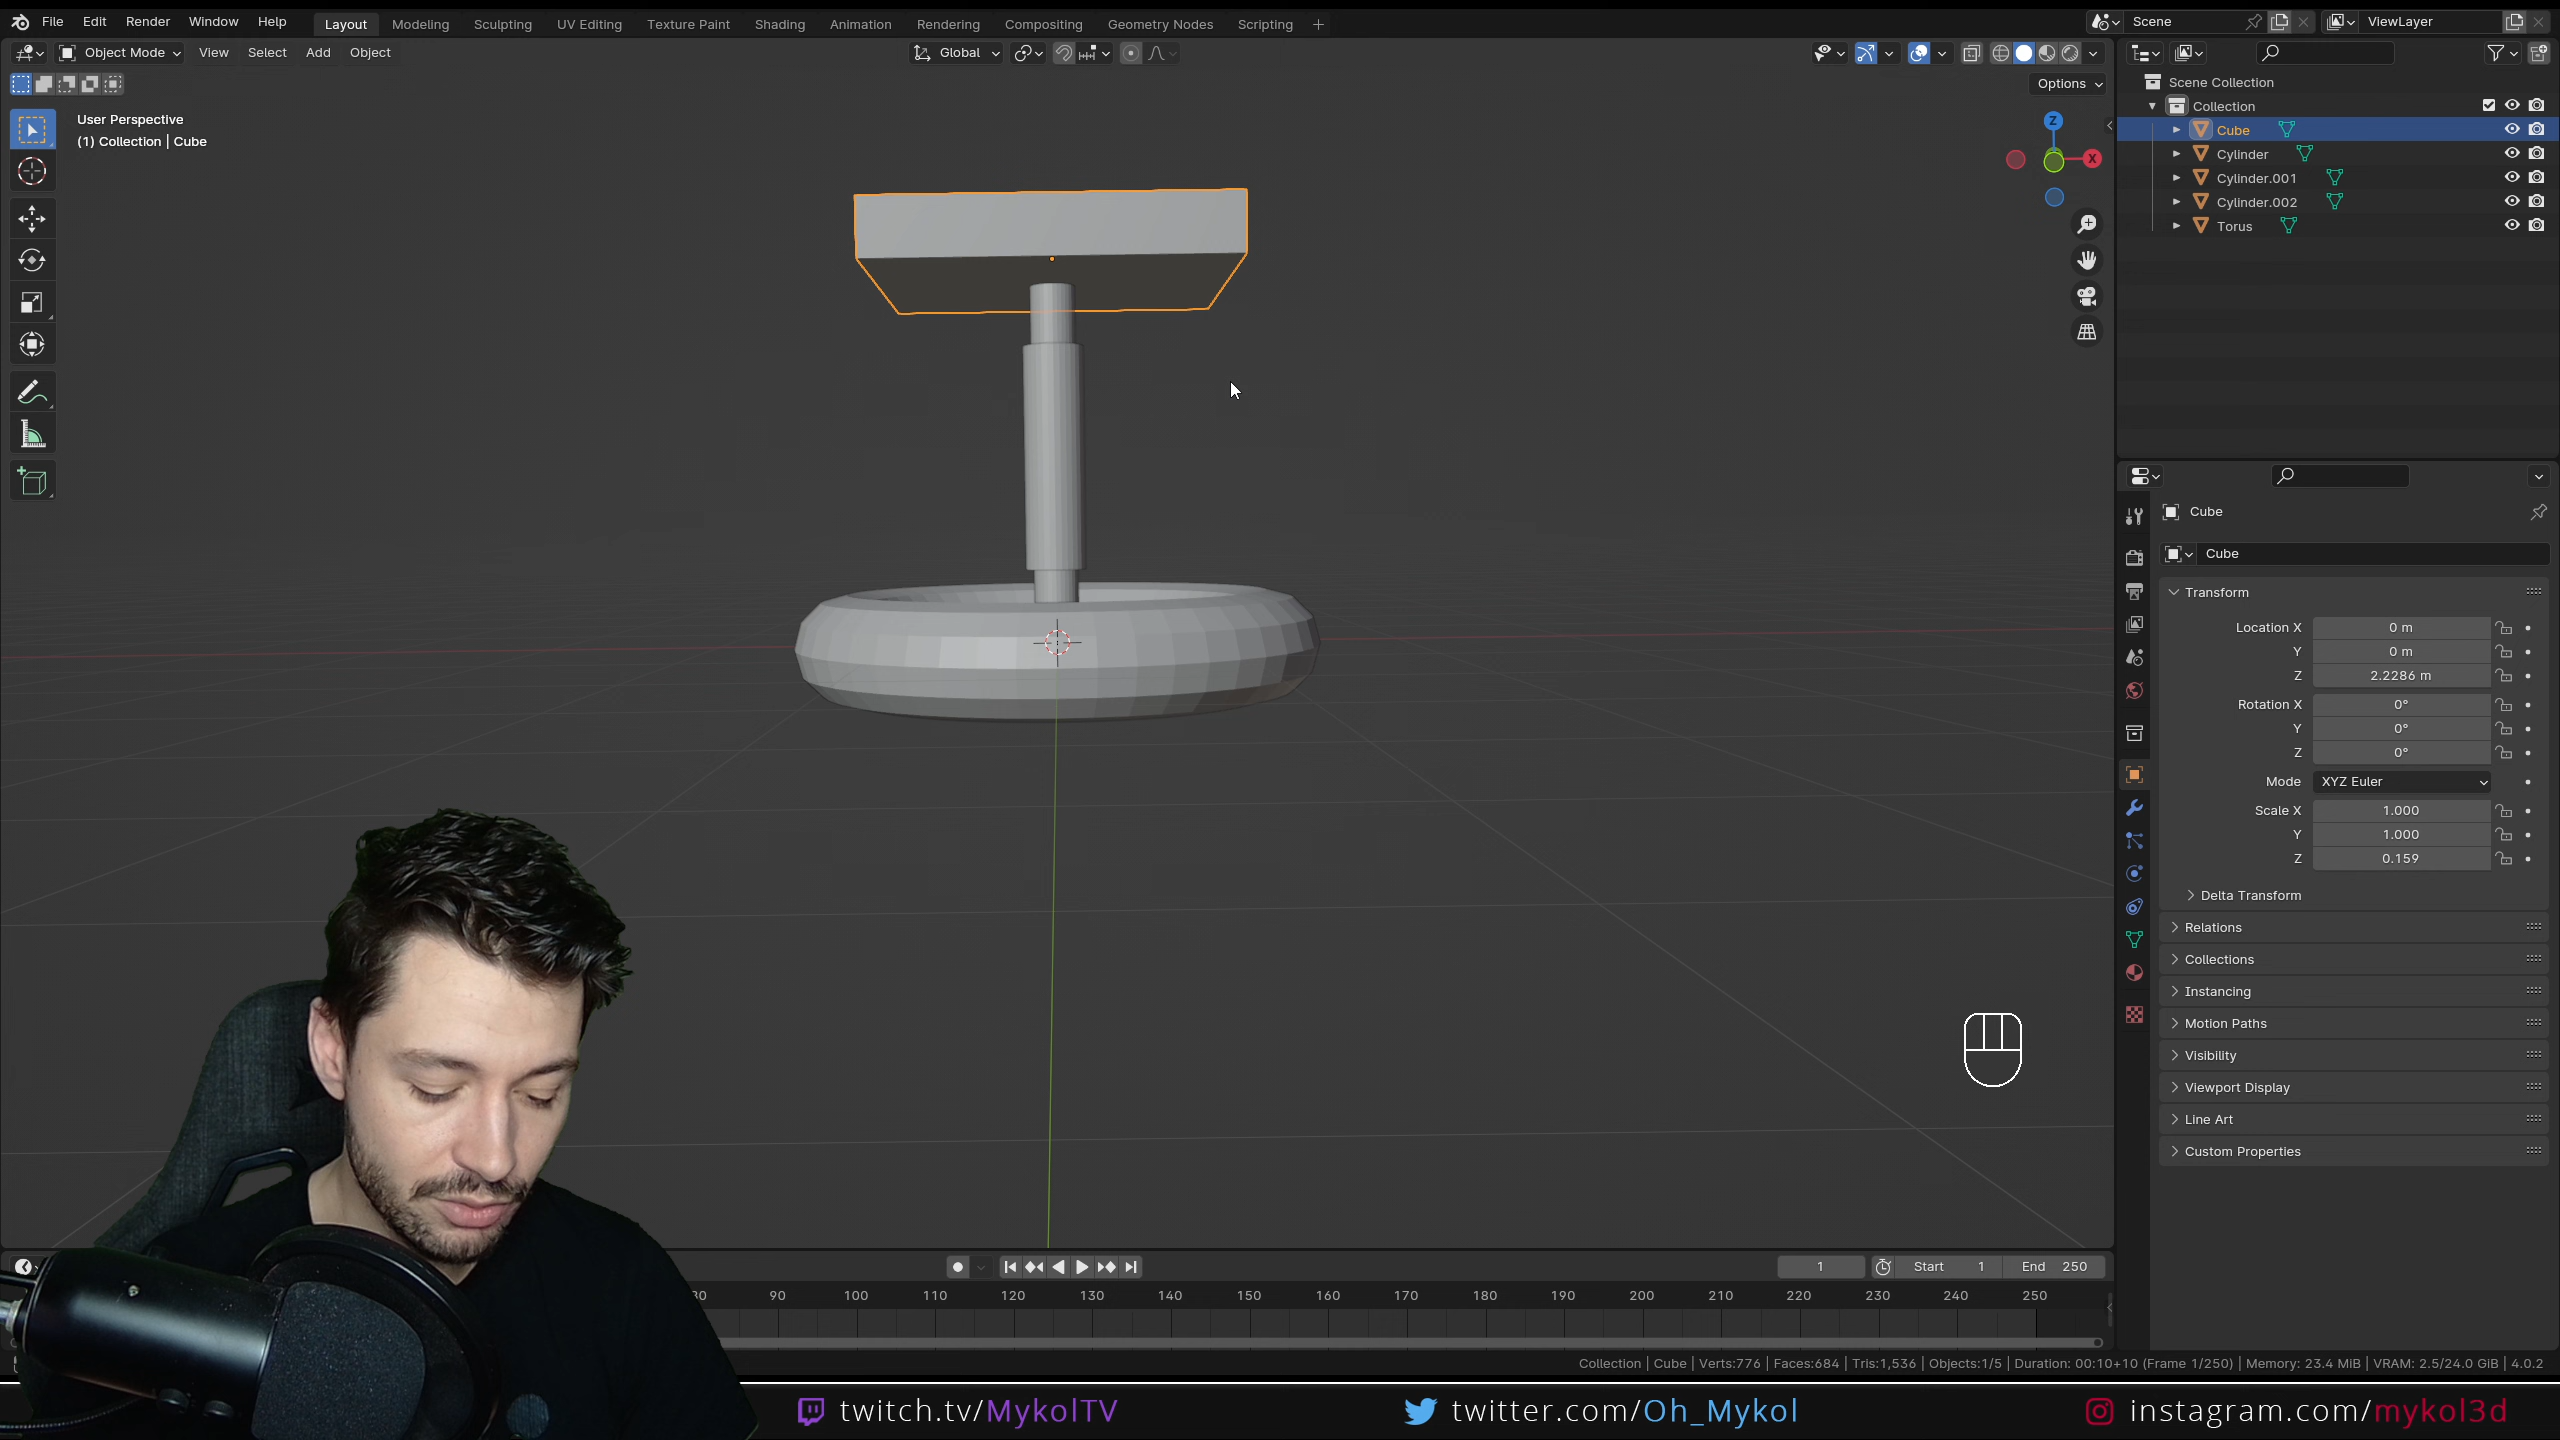 File Edit Render Window Help Layout Modeling Sculpting UV Editing Texture Paint Shading Animation Rendering Compositing Geometry Nodes Scripting + Scene ViewLayer
Object Mode View Select Add Object Global
Options
User Perspective
(1) Collection | Cube
Z
X
Scene Collection
Collection
Cube
Cylinder
Cylinder.001
Cylinder.002
Torus
Cube
Cube
Transform
Location X 0 m
Y 0 m
Z 2.2286 m
Rotation X 0°
Y 0°
Z 0°
Mode XYZ Euler
Scale X 1.000
Y 1.000
Z 0.159
Delta Transform
Relations
Collections
Instancing
Motion Paths
Visibility
Viewport Display
Line Art
Custom Properties
1 Start 1 End 250
90 100 110 120 130 140 150 160 170 180 190 200 210 220 230 240 250
Collection | Cube | Verts:776 | Faces:684 | Tris:1,536 | Objects:1/5 | Duration: 00:10+10 (Frame 1/250) | Memory: 23.4 MiB | VRAM: 2.5/24.0 GiB | 4.0.2
twitch.tv/MykolTV twitter.com/Oh_Mykol instagram.com/mykol3d